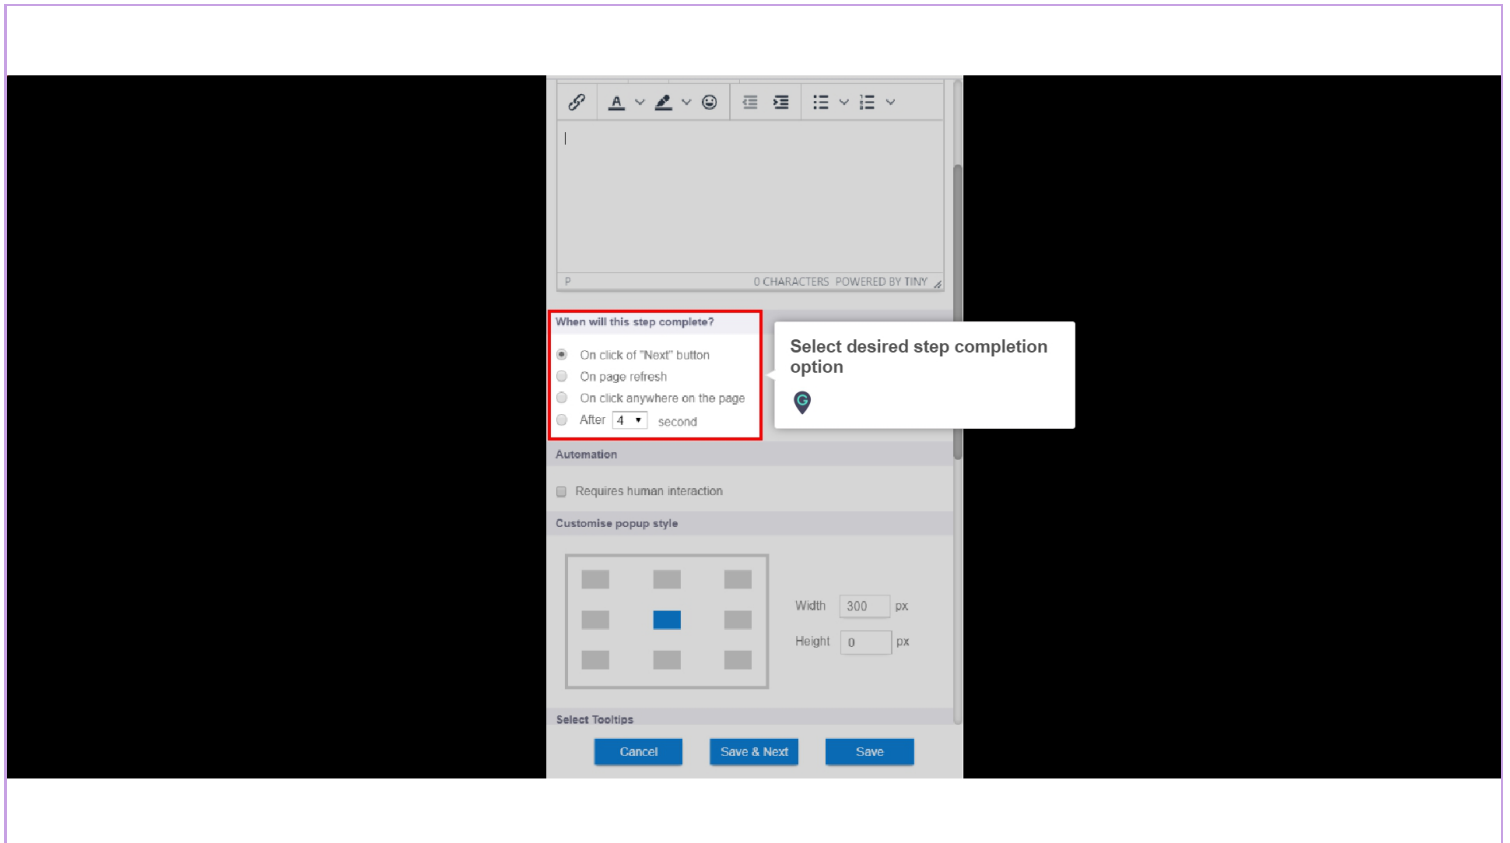 A
P
0 CHARACTERS POWERED BY TINY
When will this step complete?
On click of "Next" button
On page refresh
On click anywhere on the page
After 4 second
Select desired step completion
option
G
Automation
Requires human interaction
Customise popup style
Width 300 px
Height 0 px
Select Tooltips
Cancel Save & Next Save